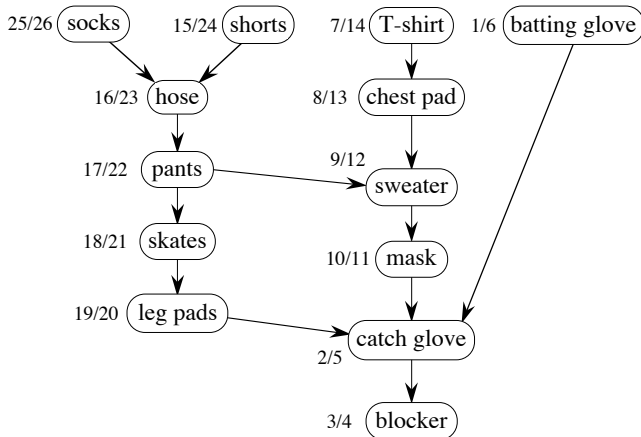 25/26 socks 15/24 shorts 7/14 T-shirt 1/6 batting glove
16/23 hose 8/13 chest pad
17/22 pants 9/12 sweater
18/21 skates 10/11 mask
19/20 leg pads catch glove
2/5
3/4 blocker